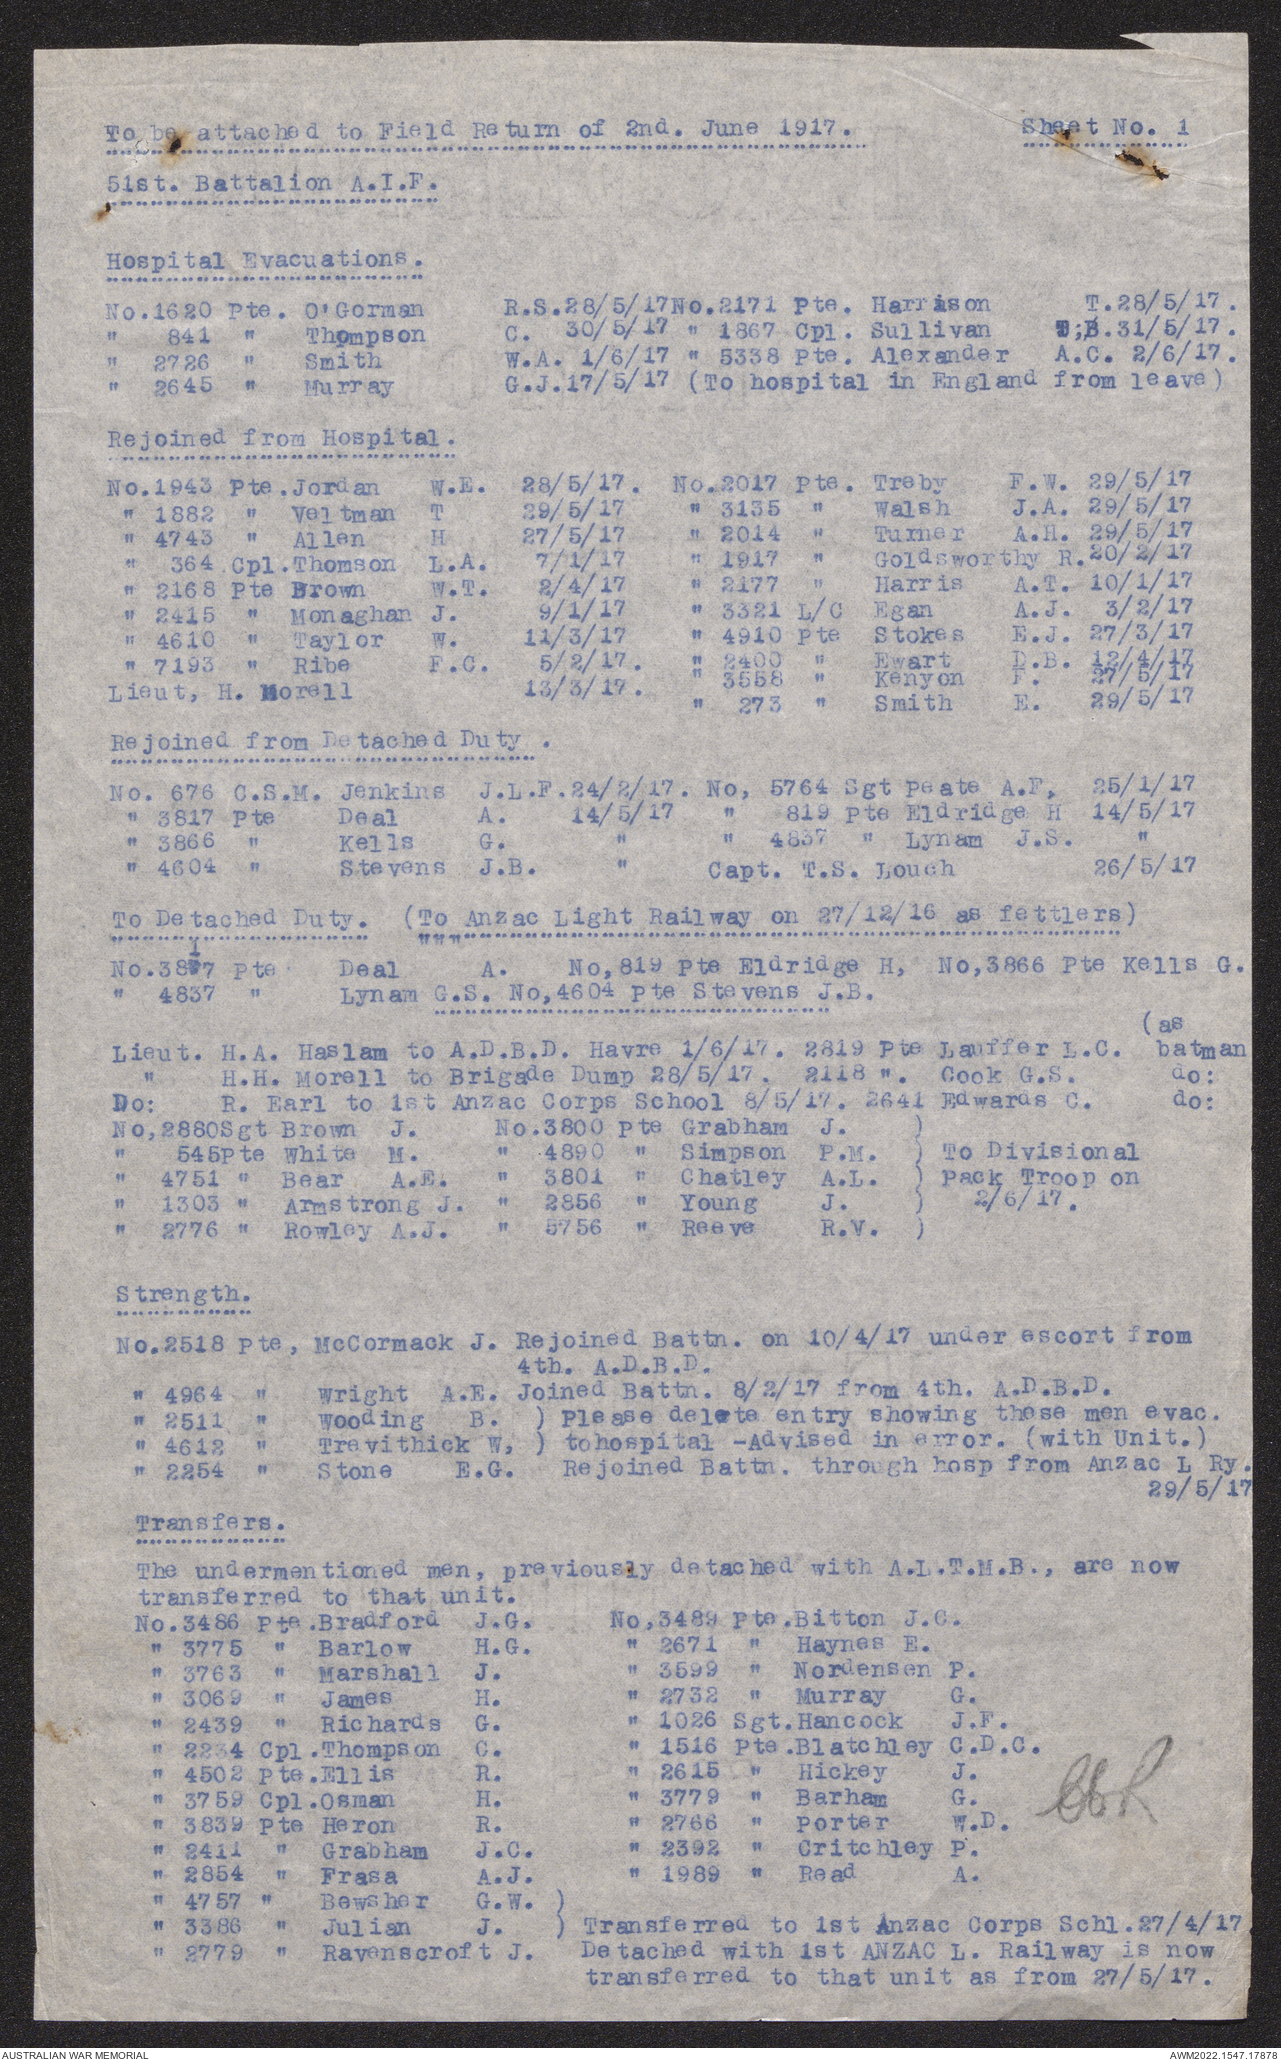 To be attached to Field Return of 2nd. June 1917. Sheet No. 1
51st. Battalion A.I.F.
Hospital Evacuations.
No.1620 Pte. O'Gorman R.S.28/5/17No.2171 Pte. Harrison T.28/5/17.
" 841 " Thompson C. 30/5/17 " 1867 Cpl. Sullivan T;B.31/5/17.
" 2726 " Smith W.A. 1/6/17 " 5338 Pte. Alexander A.C. 2/6/17.
" 2645 " Murray G.J.17/5/17 (To hospital in England from leave)
Rejoined from Hospital.
No.1943 Pte.Jordan W.E. 28/5/17. No.2017 Pte. Treby F.W. 29/5/17
" 1882 " Veltman T 29/5/17 " 3135 " Walsh J.A. 29/5/17
" 4743 " Allen H 27/5/17 " 2014 " Turner A.H. 29/5/17
" 364 Cpl.Thomson L.A. 7/1/17 " 1917 " Goldsworthy R.20/2/17
" 2168 Pte Brown W.T. 2/4/17 " 2177 " Harris A.T. 10/1/17
" 2415 " Monaghan J. 9/1/17 " 3321 L/C Egan A.J. 3/2/17
" 4610 " Taylor W. 11/3/17 " 4910 Pte Stokes E.J. 27/3/17
" 7193 " Ribe F.C. 5/2/17. " 2400 " Ewart D.B. 12/4/17
" 3558 " Kenyon F. 27/5/17
Lieut, H. Morell 13/3/17. " 273 " Smith E. 29/5/17
Rejoined from Detached Duty .
No. 676 C.S.M. Jenkins J.L.F.24/2/17. No, 5764 Sgt Peate A.F, 25/1/17
" 3817 Pte Deal A. 14/5/17 " 819 Pte Eldridge H 14/5/17
" 3866 " Kells G. " " 4837 " Lynam J.S. "
" 4604 " Stevens J.B. " Capt. T.S. Louch 26/5/17
To Detached Duty. (To Anzac Light Railway on 27/12/16 as fettlers)
No.3817 Pte Deal A. No,819 Pte Eldridge H, No,3866 Pte Kells G.
" 4837 " Lynam G.S. No,4604 Pte Stevens J.B.
(as
Lieut. H.A. Haslam to A.D.B.D. Havre 1/6/17. 2819 Pte Lauffer L.C. batman
" H.H. Morell to Brigade Dump 28/5/17. 2118 ". Cook G.S. do:
Do: R. Earl to 1st Anzac Corps School 8/5/17. 2641 Edwards C. do:
No,2880Sgt Brown J. No.3800 Pte Grabham J. )
" 545Pte White M. " 4890 " Simpson P.M. ) To Divisional
" 4751 " Bear A.E. " 3801 " Chatley A.L. ) Pack Troop on
" 1303 " Armstrong J. " 2856 " Young J. ) 2/6/17.
" 2776 " Rowley A.J. " 5756 " Reeve R.V. )
Strength.
No.2518 Pte, McCormack J. Rejoined Battn. on 10/4/17 under escort from
4th. A.D.B.D.
" 4964 " Wright A.E. Joined Battn. 8/2/17 from 4th. A.D.B.D.
" 2511 " Wooding B. ) Please delete entry showing these men evac.
" 4612 " Trevithick W, ) tohospital -Advised in error. (with Unit.)
" 2254 " Stone E.G. Rejoined Battn. through hosp from Anzac L Ry.
29/5/17
Transfers.
The undermentioned men, previously detached with A.L.T.M.B., are now
transferred to that unit.
No.3486 Pte.Bradford J.G. No,3489 Pte.Bitton J.C.
" 3775 " Barlow H.G. " 2671 " Haynes E.
" 3763 " Marshall J. " 3599 " Nordensen P.
" 3069 " James H. " 2732 " Murray G.
" 2439 " Richards G. " 1026 Sgt.Hancock J.F.
" 2234 Cpl.Thompson C. " 1516 Pte.Blatchley C.D.C.
" 4502 Pte.Ellis R. " 2615 " Hickey J.
" 3759 Cpl.Osman H. " 3779 " Barham G.
" 3839 Pte Heron R. " 2766 " Porter W.D.
" 2411 " Grabham J.C. " 2392 " Critchley P.
" 2854 " Frasa A.J. " 1989 " Read A.
" 4757 " Bewsher G.W. )
" 3386 " Julian J. ) Transferred to 1st Anzac Corps Schl.27/4/17
" 2779 " Ravenscroft J. Detached with 1st ANZAC L. Railway is now
transferred to that unit as from 27/5/17.
AUSTRALIAN WAR MEMORIAL AWM2022.1547.17878